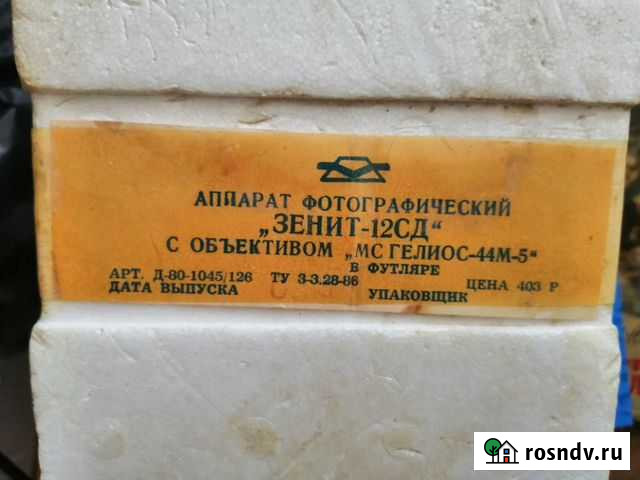 АППАРАТ ФОТОГРАФИЧЕСКИЙ
„ЗЕНИТ-12СД“
С ОБЪЕКТИВОМ „МС ГЕЛИОС-44М-5“
В ФУТЛЯРЕ
АРТ. Д-80-1045/126 ТУ 3-3.28-86 ЦЕНА 403 Р
ДАТА ВЫПУСКА УПАКОВЩИК
rosndv.ru